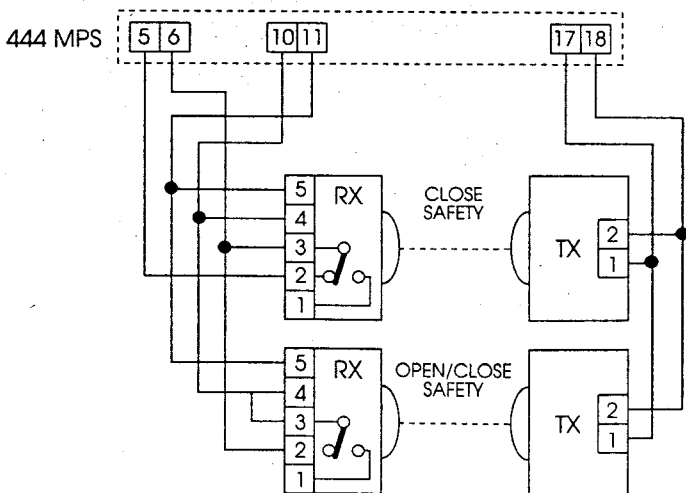 444 MPS
5 6
10 11
17 18
5
4
3
2
1
RX
CLOSE
SAFETY
TX
2
1
5
4
3
2
1
RX
OPEN/CLOSE
SAFETY
TX
2
1